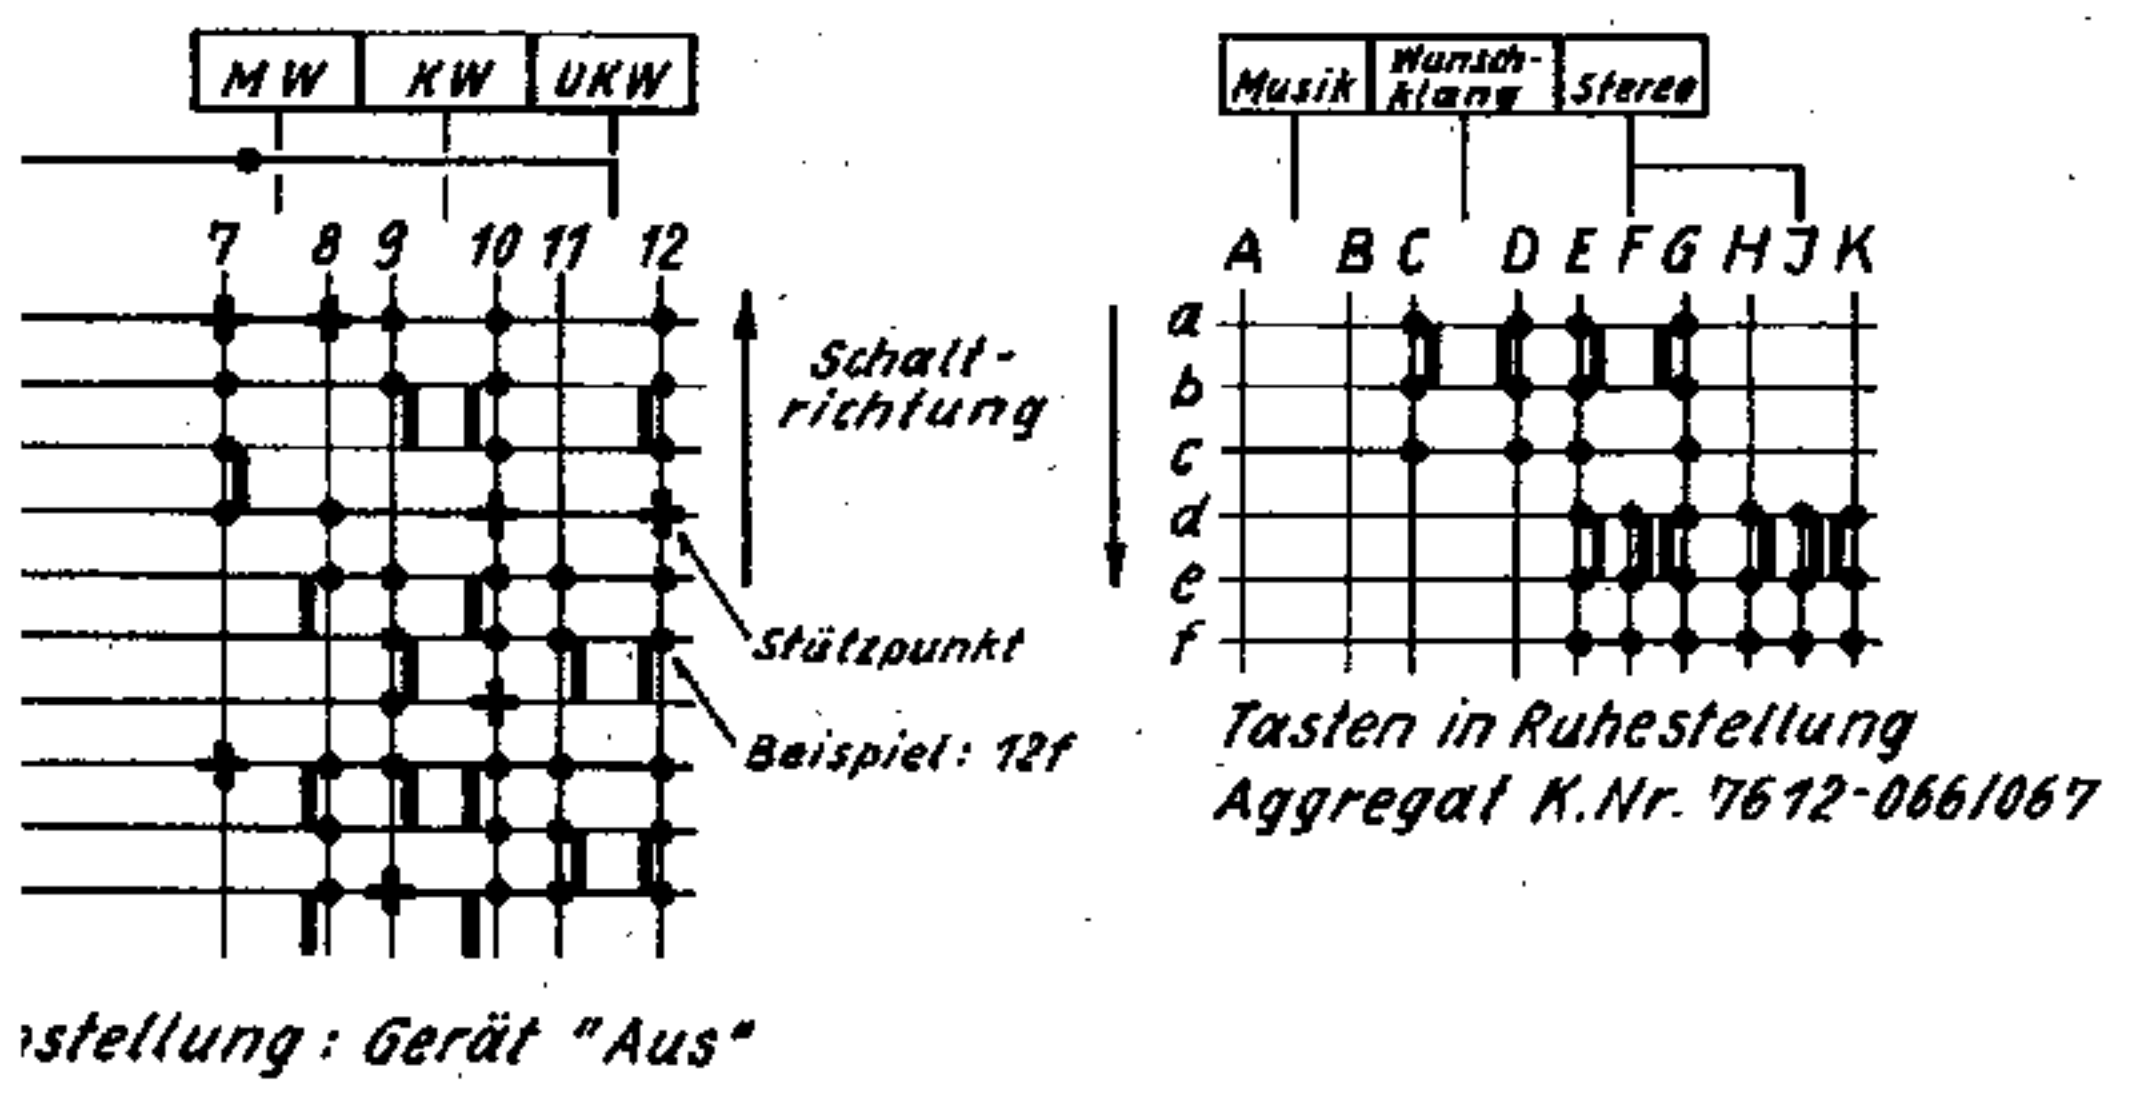 MW KW UKW
7 8 9 10 11 12
Schalt-
richtung
Stützpunkt
Beispiel: 12f
stellung: Gerät "Aus"
Musik Wunsch-
klang Stereo
A B C D E F G H J K
a
b
c
d
e
f
Tasten in Ruhestellung
Aggregat K.Nr. 7612-066/067